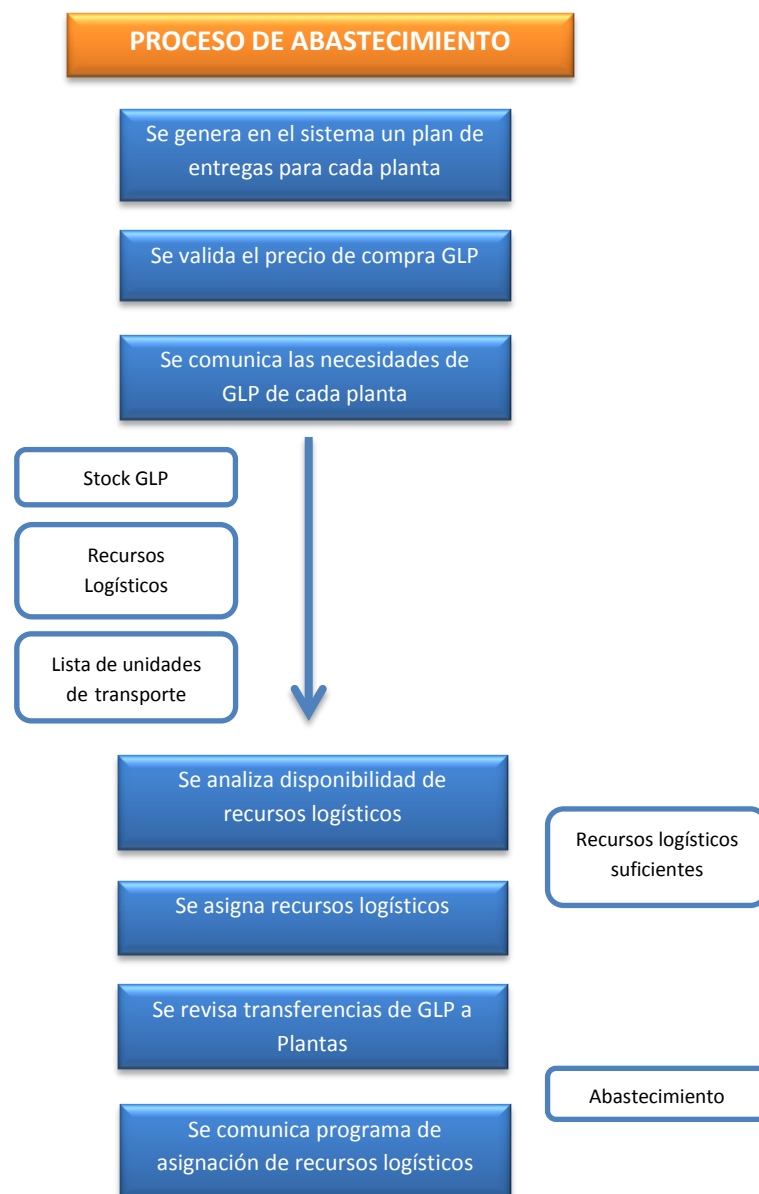 PROCESO DE ABASTECIMIENTO
Se genera en el sistema un plan de
entregas para cada planta
Se valida el precio de compra GLP
Se comunica las necesidades de
GLP de cada planta
Stock GLP
Recursos
Logísticos
Lista de unidades
de transporte
Se analiza disponibilidad de
recursos logísticos
Recursos logísticos
suficientes
Se asigna recursos logísticos
Se revisa transferencias de GLP a
Plantas
Abastecimiento
Se comunica programa de
asignación de recursos logísticos